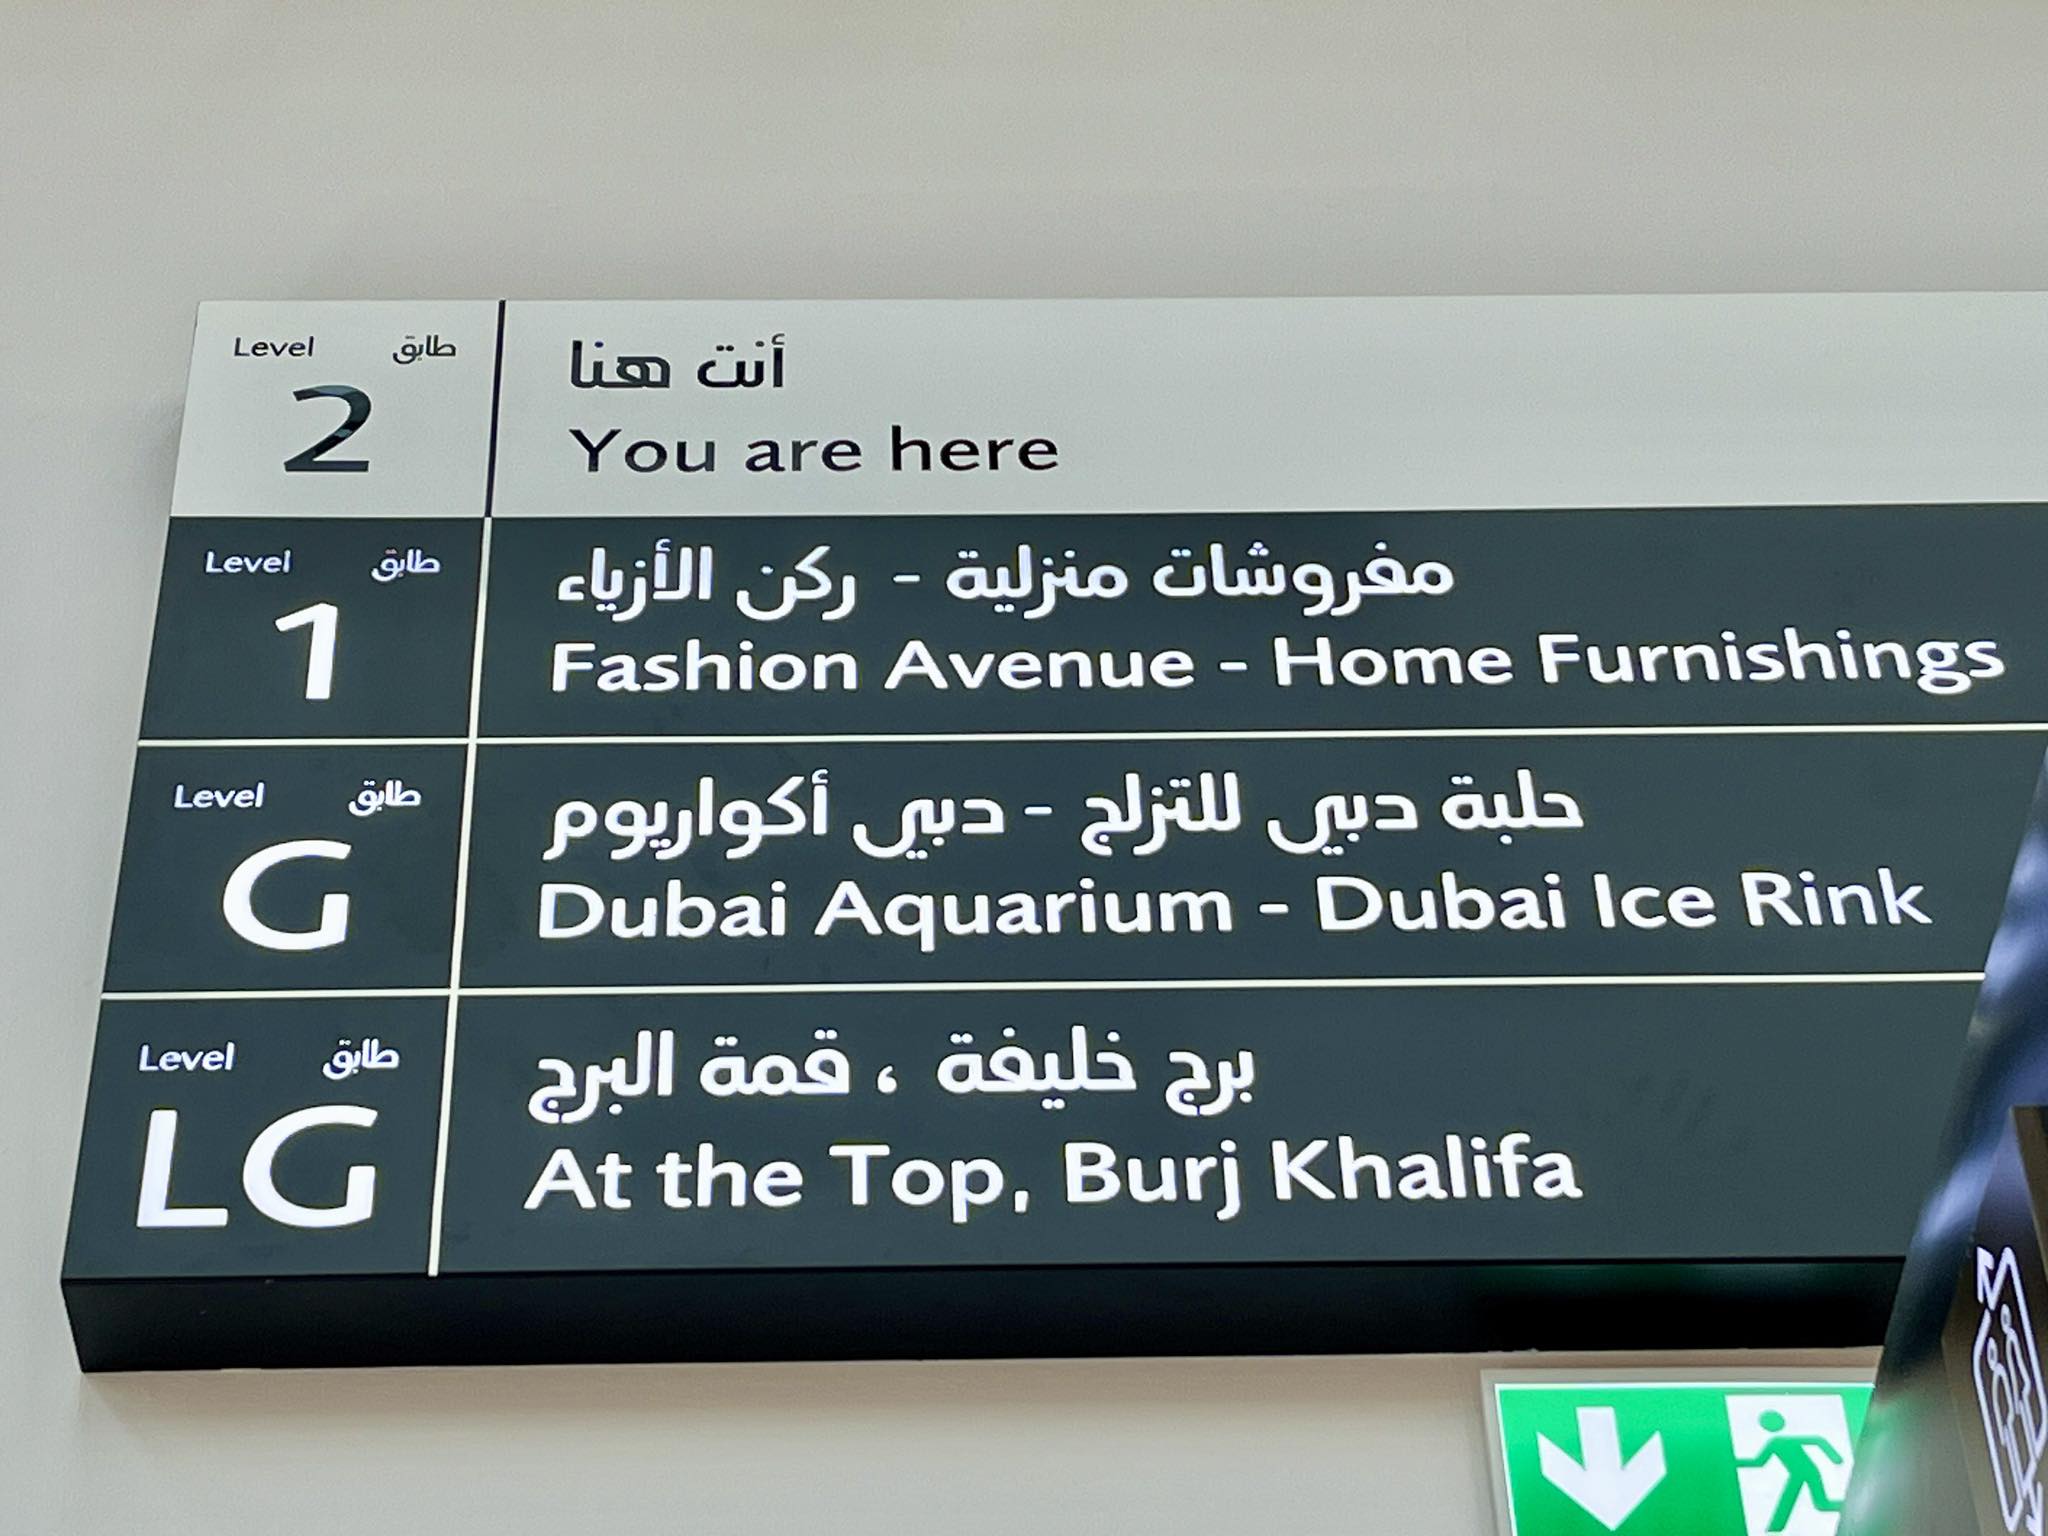 Level طابق
2
أنت هنا
You are here
Level طابق
1
مفروشات منزلية - ركن الأزياء
Fashion Avenue - Home Furnishings
Level طابق
G
حلبة دبي للتزلج - دبي أكواريوم
Dubai Aquarium - Dubai Ice Rink
Level طابق
LG
برج خليفة ، قمة البرج
At the Top, Burj Khalifa